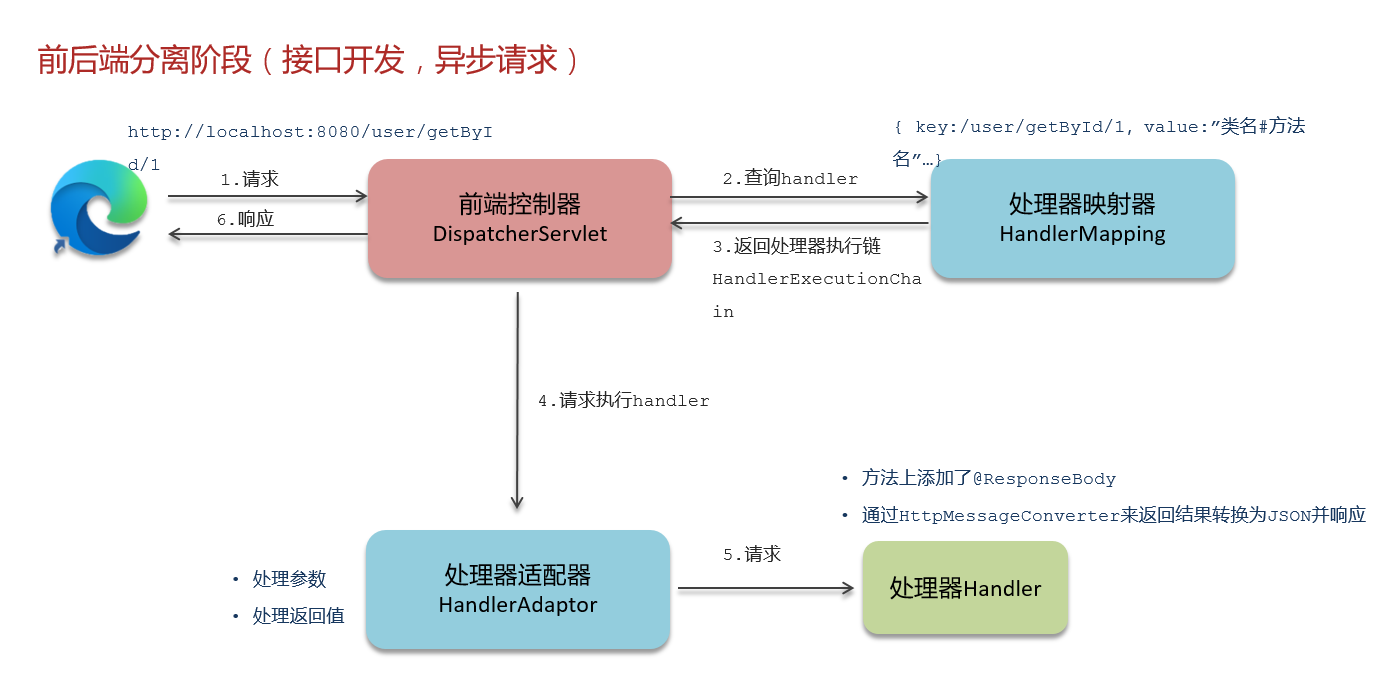 前后端分离阶段（接口开发，异步请求）
http://localhost:8080/user/getByI
d/1
{ key:/user/getById/1, value:”类名#方法
名”…}
1.请求
6.响应
前端控制器
DispatcherServlet
2.查询handler
3.返回处理器执行链
HandlerExecutionCha
in
处理器映射器
HandlerMapping
4.请求执行handler
• 方法上添加了@ResponseBody
• 通过HttpMessageConverter来返回结果转换为JSON并响应
• 处理参数
• 处理返回值
处理器适配器
HandlerAdaptor
5.请求
处理器Handler